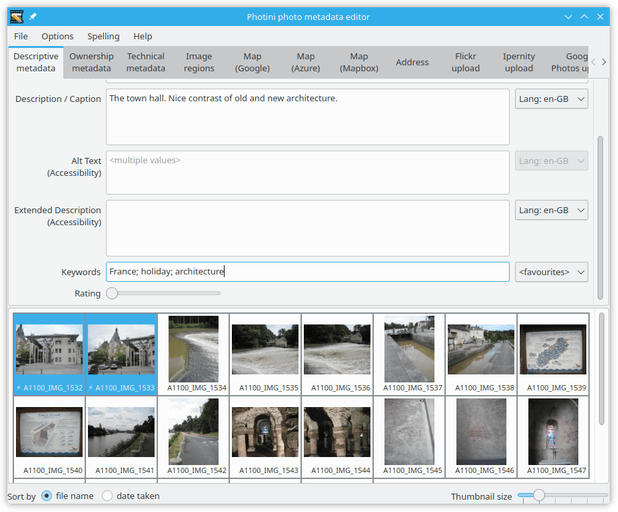 Photini photo metadata editor
File Options Spelling Help
Descriptive metadata
Ownership metadata
Technical metadata
Image regions
Map (Google)
Map (Azure)
Map (Mapbox)
Address
Flickr upload
Ipernity upload
Goog
Photos u
Description / Caption
The town hall. Nice contrast of old and new architecture.
Lang: en-GB
Alt Text (Accessibility)
<multiple values>
Lang: en-GB
Extended Description (Accessibility)
Lang: en-GB
Keywords
France; holiday; architecture
<favourites>
Rating
A1100_IMG_1532
A1100_IMG_1533
A1100_IMG_1534
A1100_IMG_1535
A1100_IMG_1536
A1100_IMG_1537
A1100_IMG_1538
A1100_IMG_1539
A1100_IMG_1540
A1100_IMG_1541
A1100_IMG_1542
A1100_IMG_1543
A1100_IMG_1544
A1100_IMG_1545
A1100_IMG_1546
A1100_IMG_1547
Sort by file name date taken
Thumbnail size